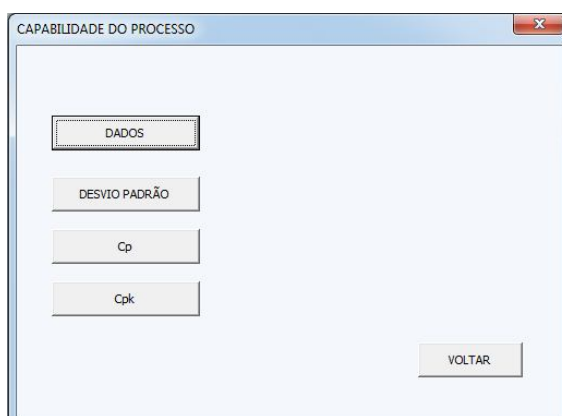 CAPABILIDADE DO PROCESSO
DADOS
DESVIO PADRÃO
Cp
Cpk
VOLTAR